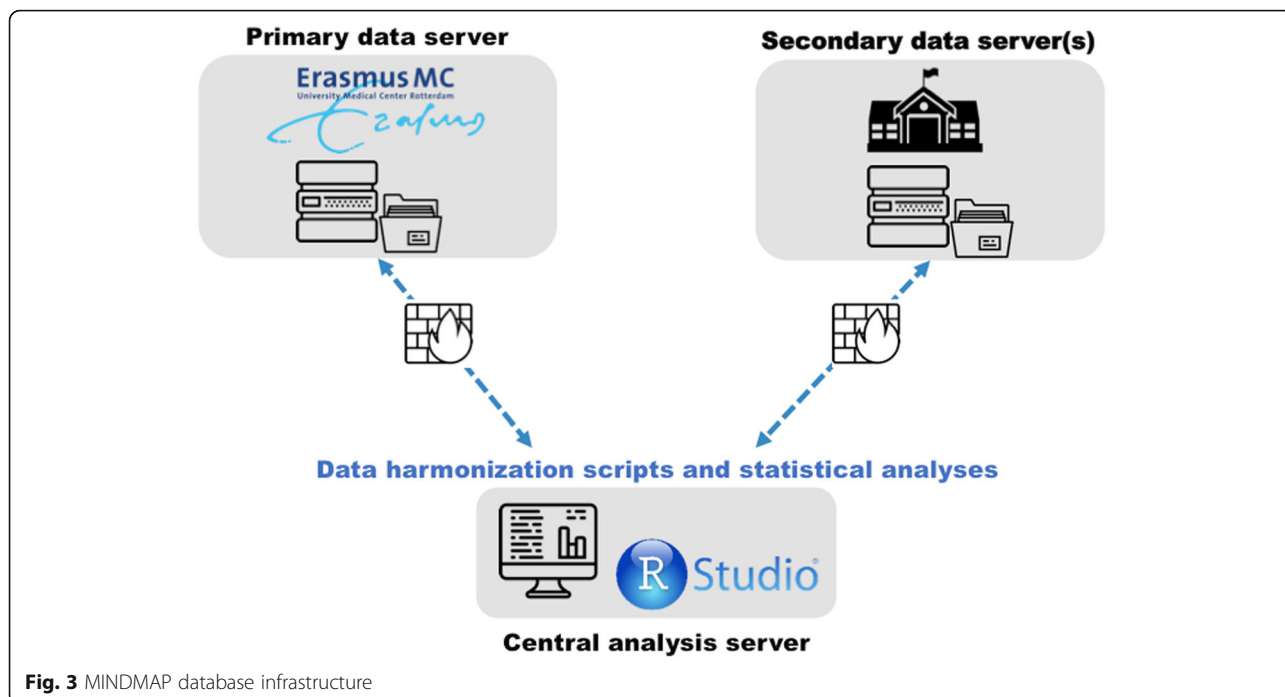 Primary data server
Secondary data server(s)
Erasmus MC
University Medical Center Rotterdam
Erasmus
Data harmonization scripts and statistical analyses
R Studio®
Central analysis server
Fig. 3 MINDMAP database infrastructure